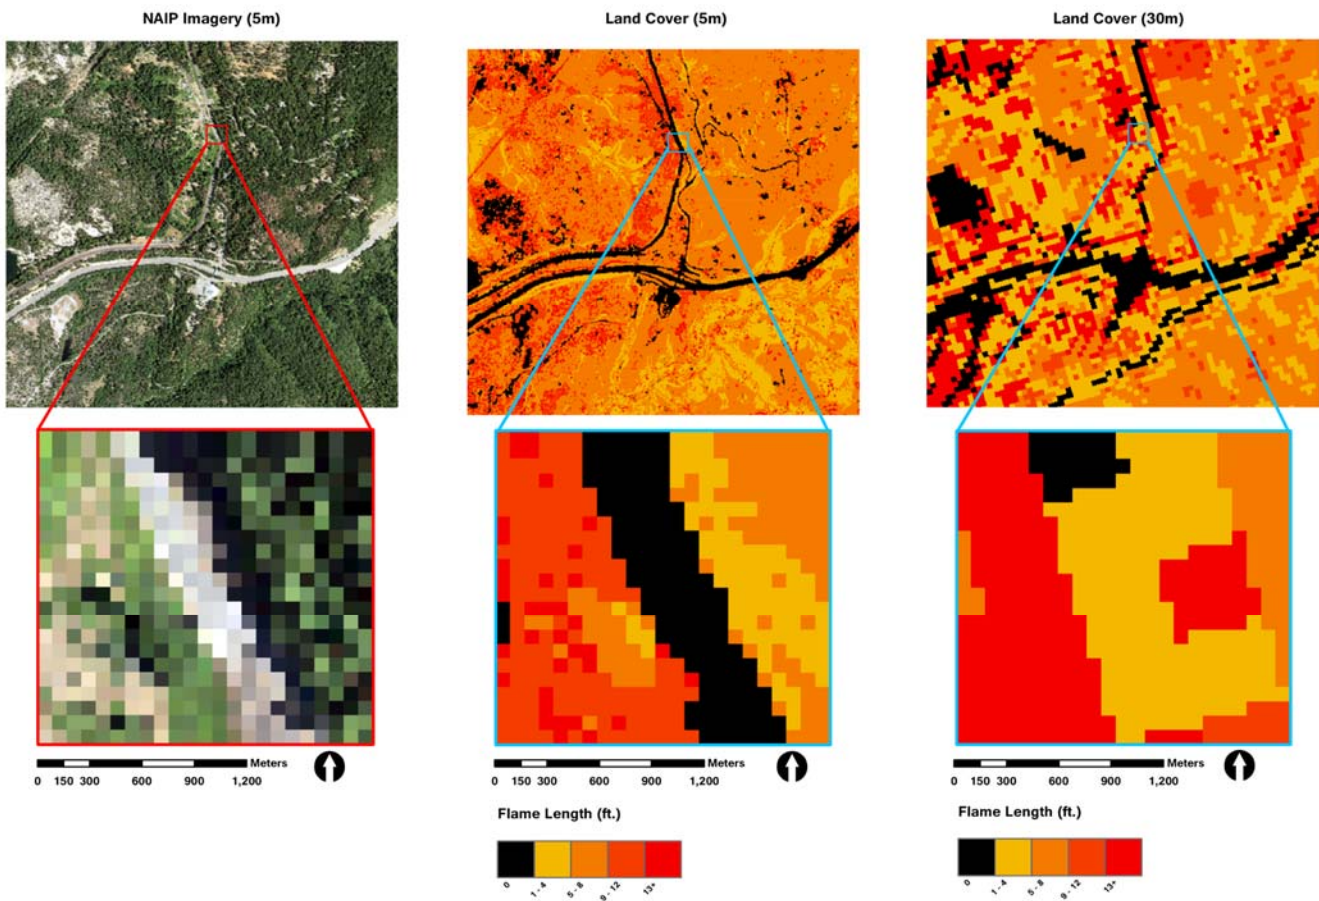 NAIP Imagery (5m)
Land Cover (5m)
Land Cover (30m)
Meters
0 150 300 600 900 1,200
Meters
0 150 300 600 900 1,200
Meters
0 150 300 600 900 1,200
Flame Length (ft.)
0 1 - 4 5 - 8 9 - 12 13+
Flame Length (ft.)
0 1 - 4 5 - 8 9 - 12 13+